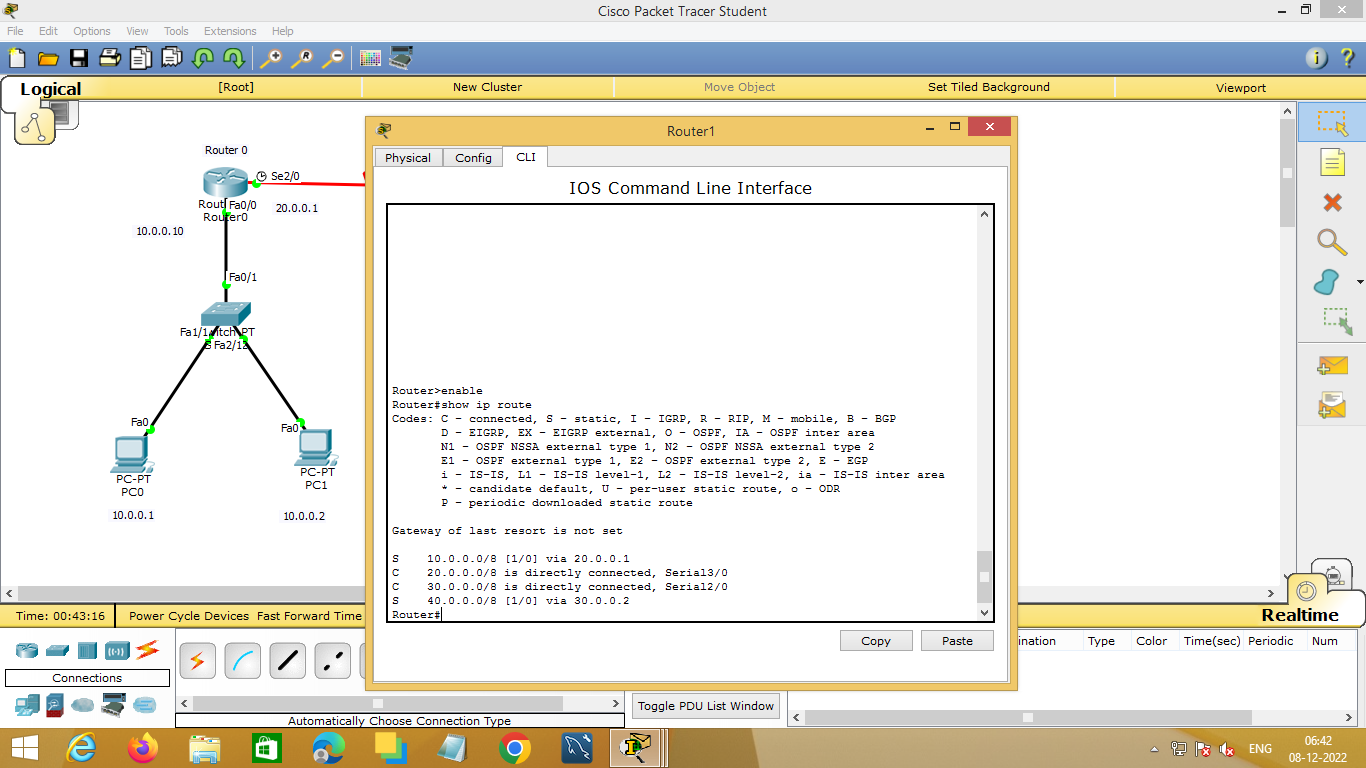 Cisco Packet Tracer Student
File Edit Options View Tools Extensions Help
Logical [Root] New Cluster Move Object Set Tiled Background Viewport
Router 0
Se2/0
Fa0/0
Router0
20.0.0.1
10.0.0.10
Fa0/1
Fa1/1
Fa2/1
Fa0
Fa0
PC-PT
PC0
PC-PT
PC1
10.0.0.1
10.0.0.2
Router1
Physical Config CLI
IOS Command Line Interface
Router>enable
Router#show ip route
Codes: C - connected, S - static, I - IGRP, R - RIP, M - mobile, B - BGP
D - EIGRP, EX - EIGRP external, O - OSPF, IA - OSPF inter area
N1 - OSPF NSSA external type 1, N2 - OSPF NSSA external type 2
E1 - OSPF external type 1, E2 - OSPF external type 2, E - EGP
i - IS-IS, L1 - IS-IS level-1, L2 - IS-IS level-2, ia - IS-IS inter area
* - candidate default, U - per-user static route, o - ODR
P - periodic downloaded static route
Gateway of last resort is not set
S 10.0.0.0/8 [1/0] via 20.0.0.1
C 20.0.0.0/8 is directly connected, Serial3/0
C 30.0.0.0/8 is directly connected, Serial2/0
S 40.0.0.0/8 [1/0] via 30.0.0.2
Router#
Copy Paste
Time: 00:43:16 Power Cycle Devices Fast Forward Time
Realtime
Connections
Automatically Choose Connection Type
Toggle PDU List Window
Type Color Time(sec) Periodic Num
ENG
06:42
08-12-2022